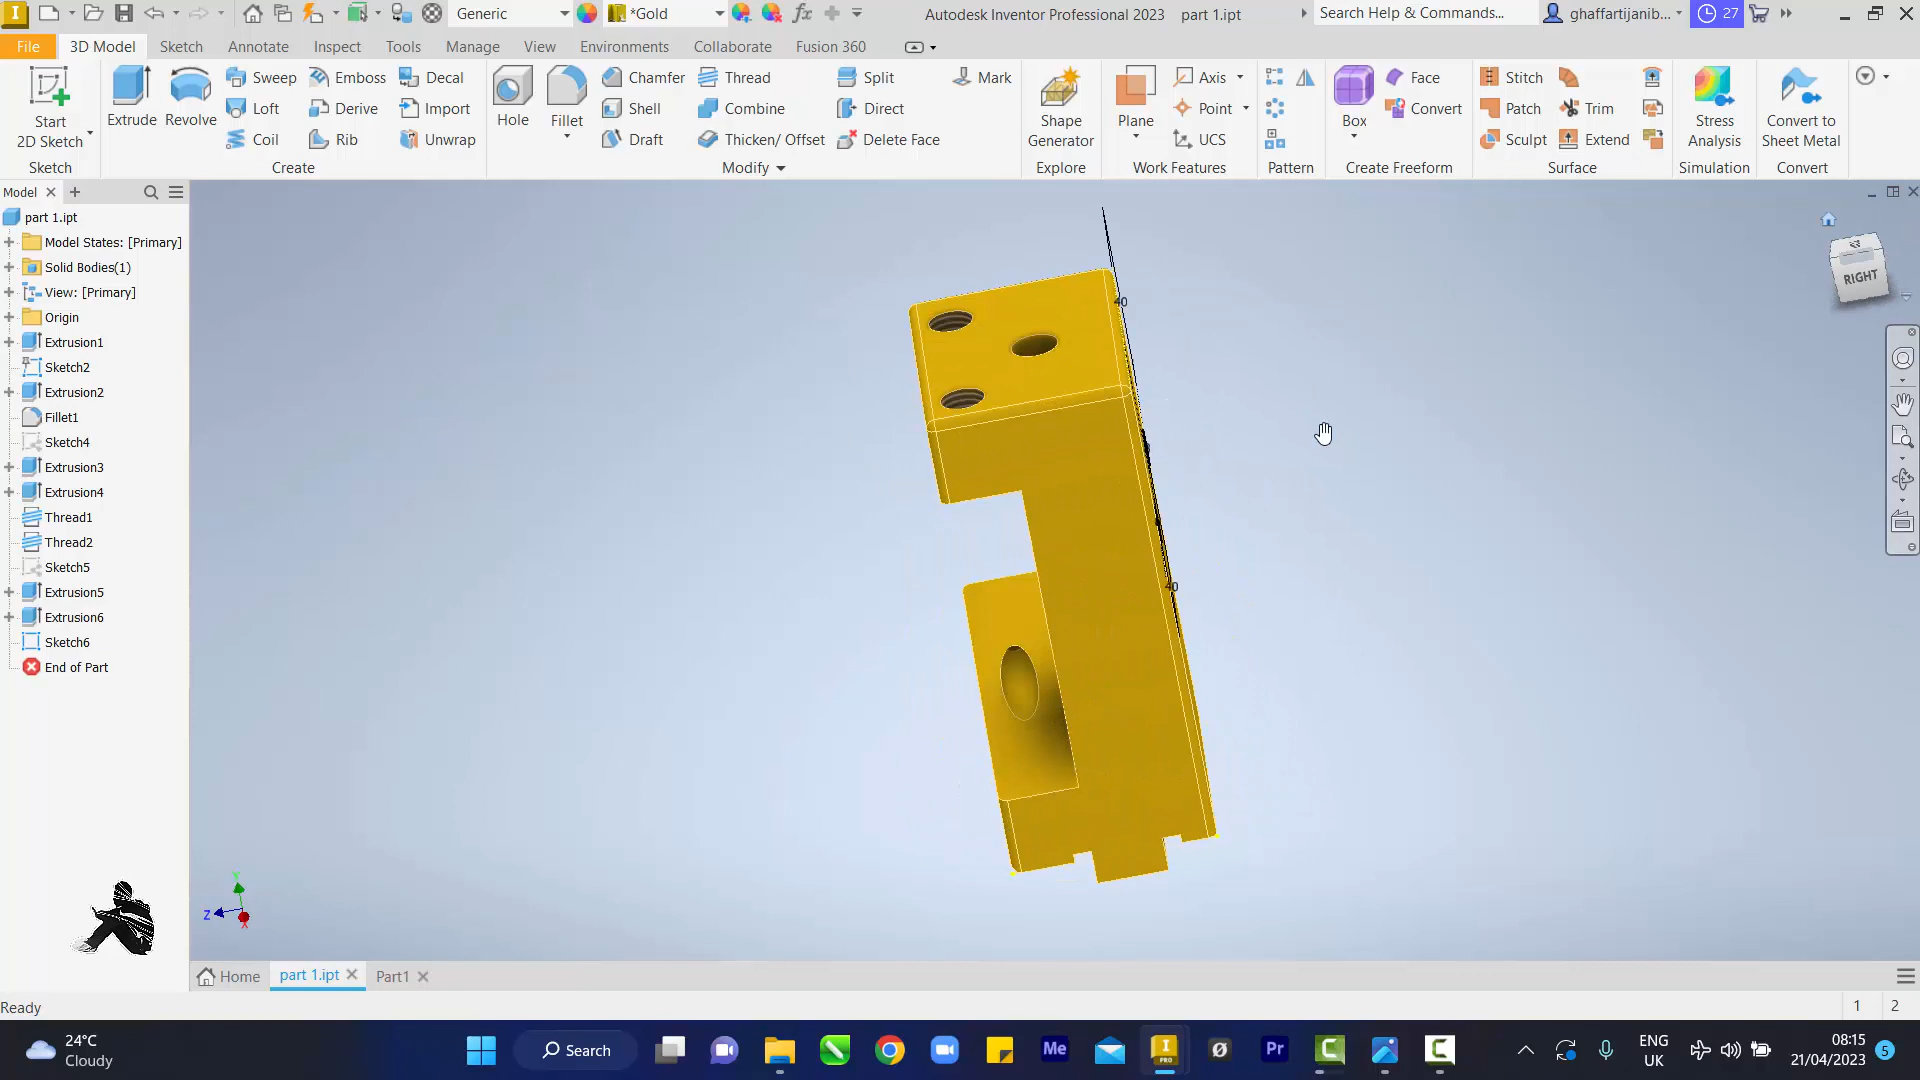 Generic
*Gold
Autodesk Inventor Professional 2023 part 1.ipt
Search Help & Commands...
ghaffartijanib...
27
File 3D Model Sketch Annotate Inspect Tools Manage View Environments Collaborate Fusion 360
Start
2D Sketch
Extrude
Revolve
Sweep
Loft
Coil
Emboss
Derive
Rib
Decal
Import
Unwrap
Hole
Fillet
Chamfer
Shell
Draft
Thread
Combine
Thicken/ Offset
Split
Direct
Delete Face
Mark
Shape
Generator
Plane
Axis
Point
UCS
Box
Face
Convert
Stitch
Patch
Sculpt
Trim
Extend
Stress
Analysis
Convert to
Sheet Metal
Sketch Create Modify Explore Work Features Pattern Create Freeform Surface Simulation Convert
Model
part 1.ipt
Model States: [Primary]
Solid Bodies(1)
View: [Primary]
Origin
Extrusion1
Sketch2
Extrusion2
Fillet1
Sketch4
Extrusion3
Extrusion4
Thread1
Thread2
Sketch5
Extrusion5
Extrusion6
Sketch6
End of Part
RIGHT
40
40
Y
Z
X
Home part 1.ipt Part1
Ready
1 2
24°C
Cloudy
Search
Me
I
PRO
Pr
ENG
UK
08:15
21/04/2023
5